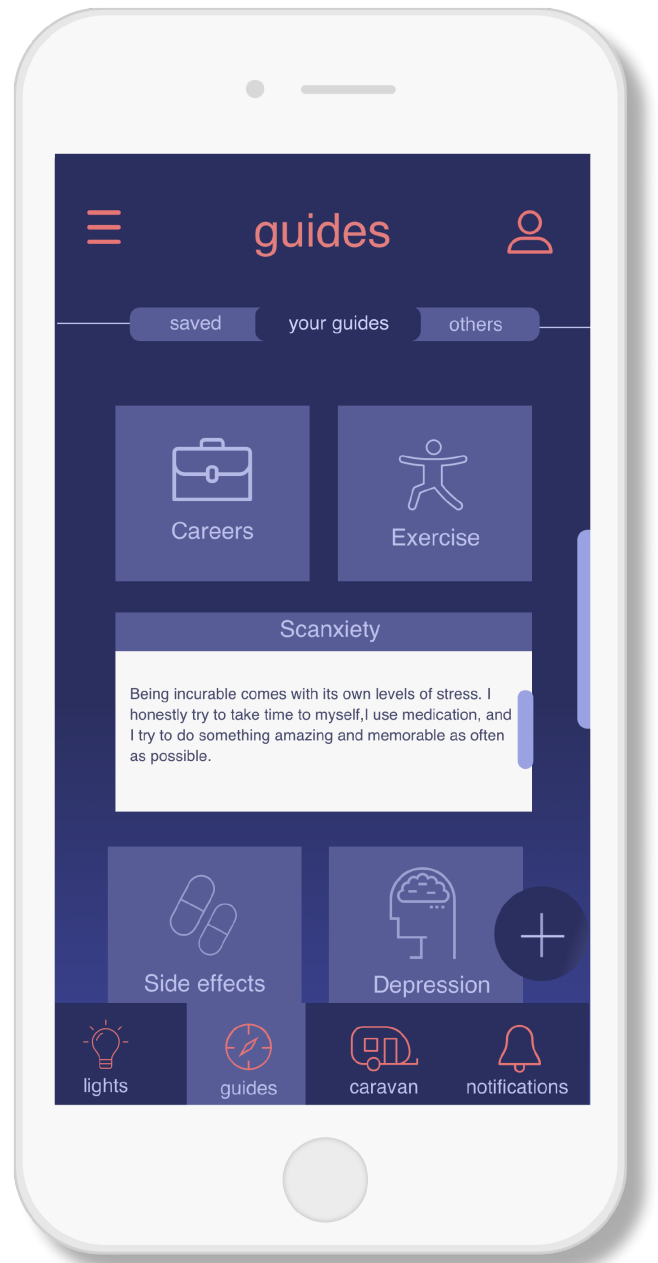 guides
saved your guides others
Careers Exercise
Scanxiety
Being incurable comes with its own levels of stress. I
honestly try to take time to myself,I use medication, and
I try to do something amazing and memorable as often
as possible.
Side effects Depression
lights guides caravan notifications